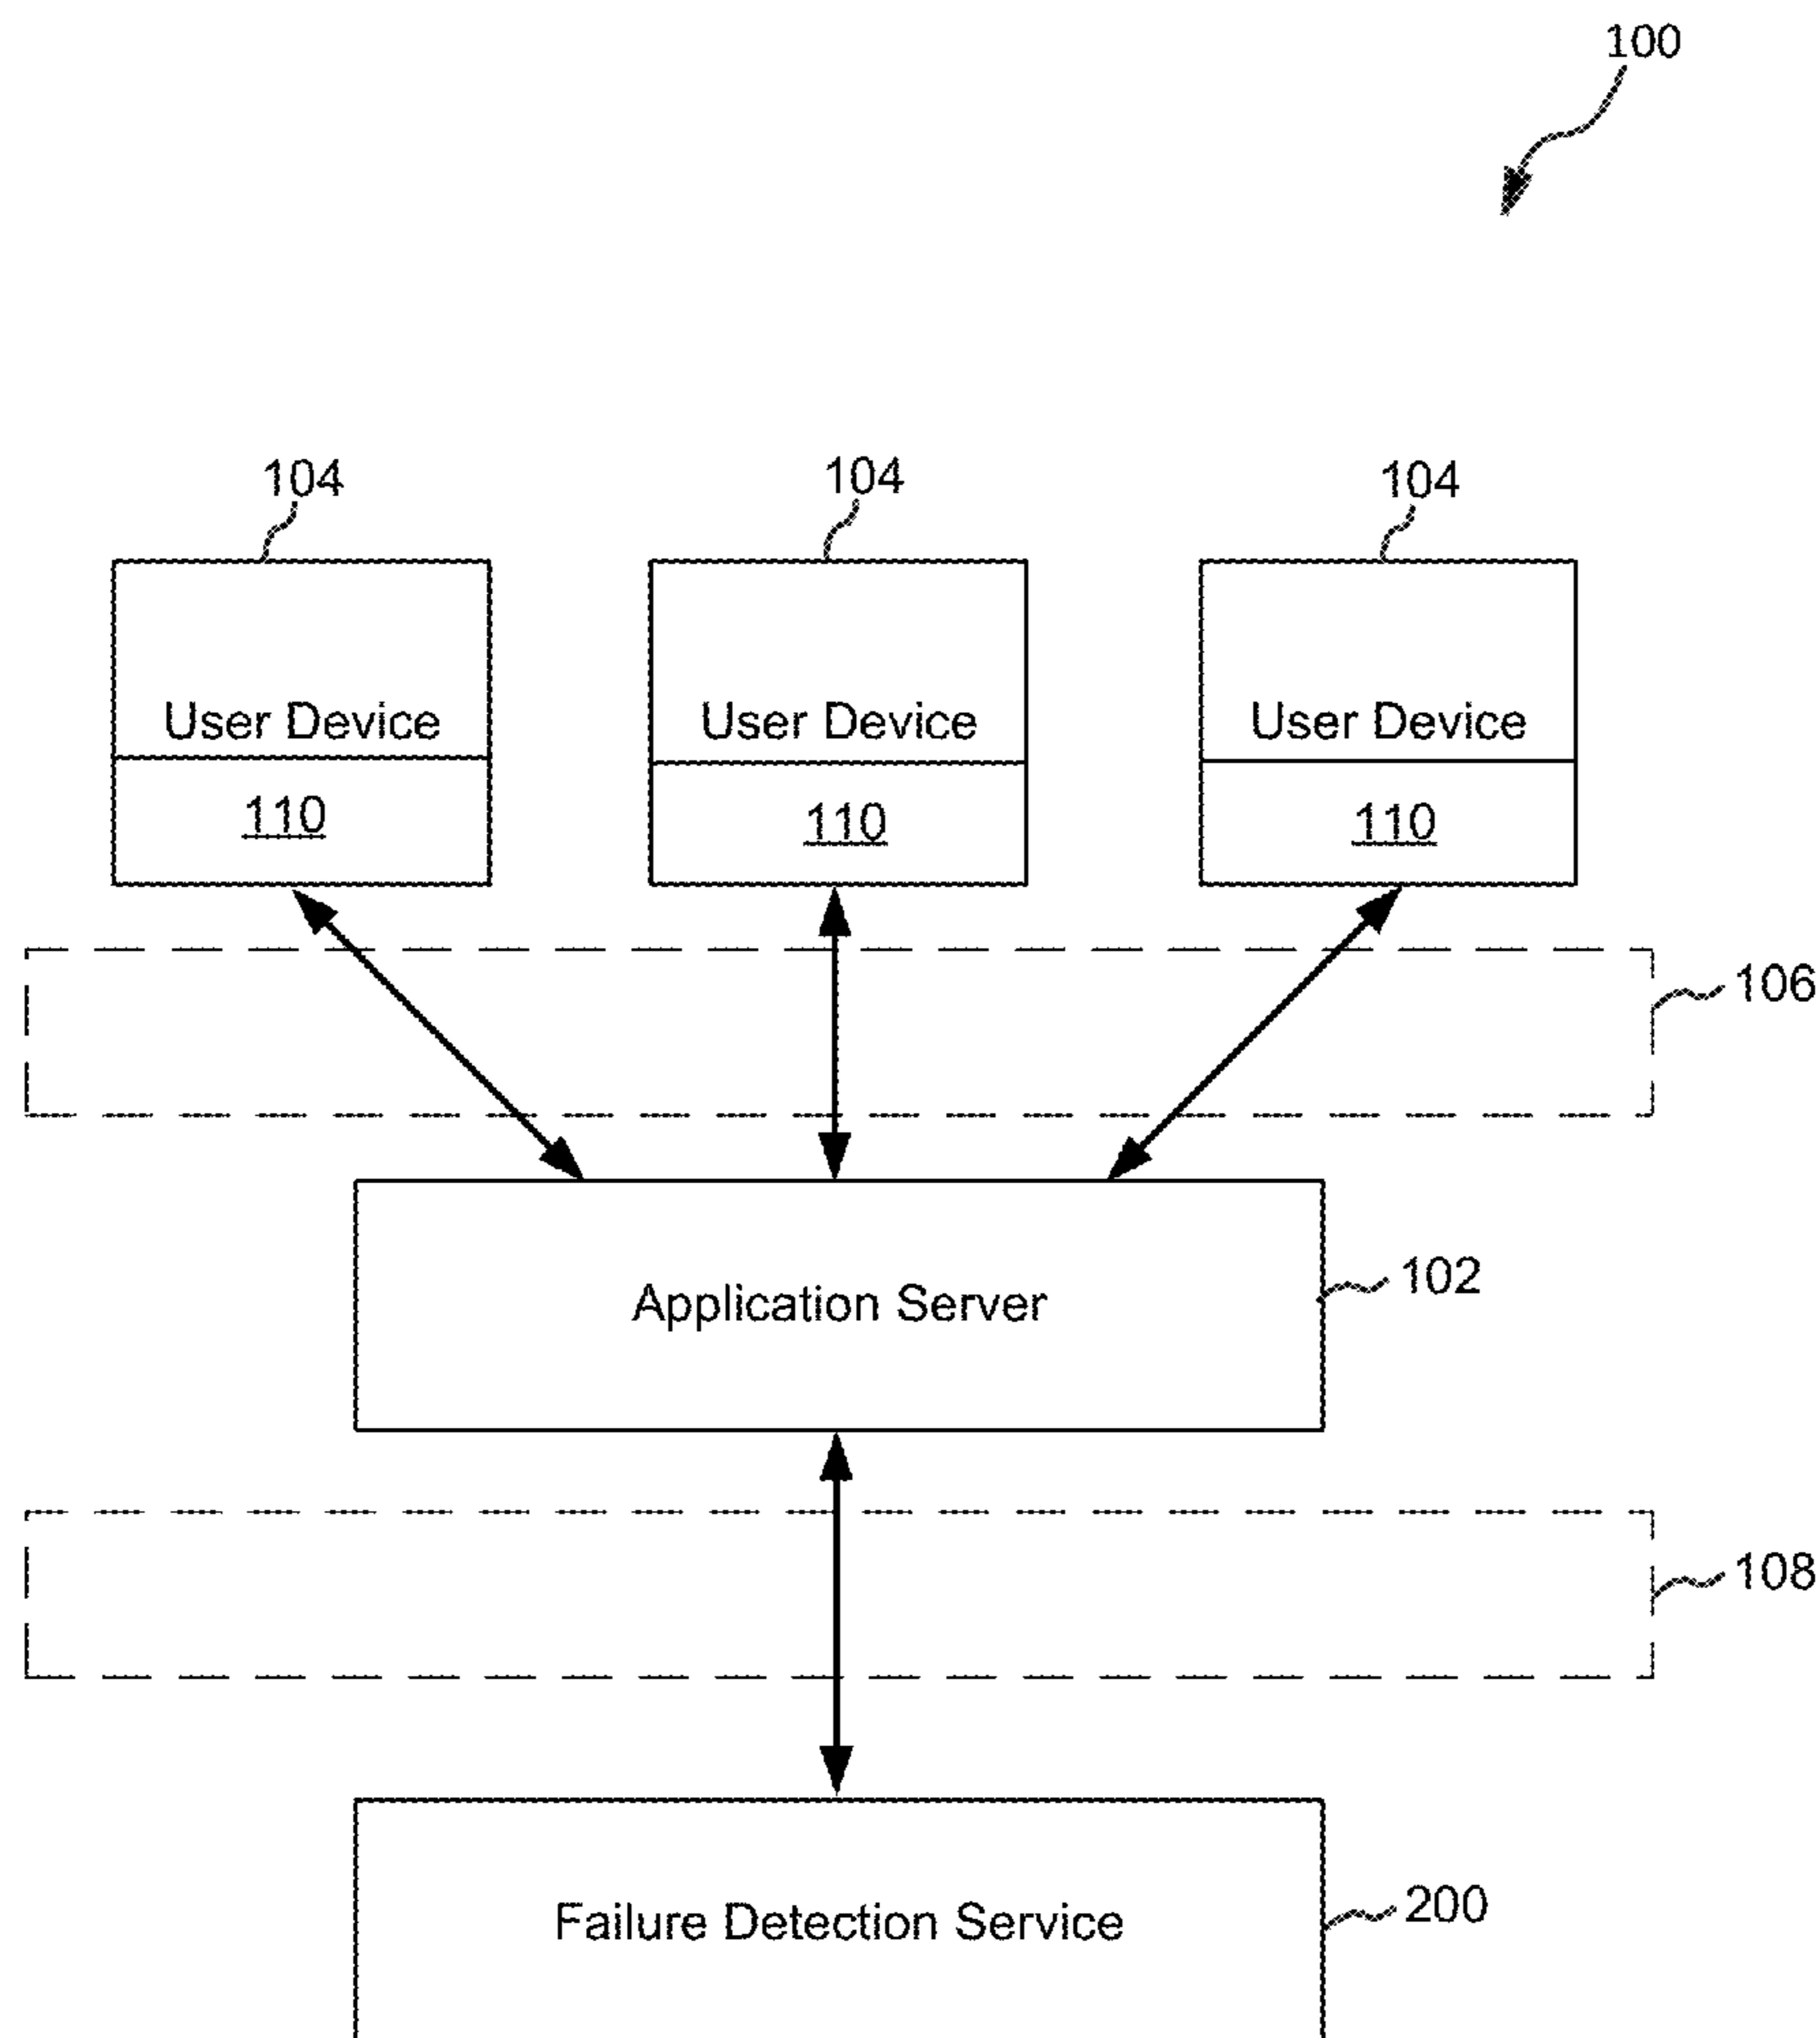 100
104 104 104
User Device User Device User Device
110 110 110
106
Application Server
102
108
Failure Detection Service
200